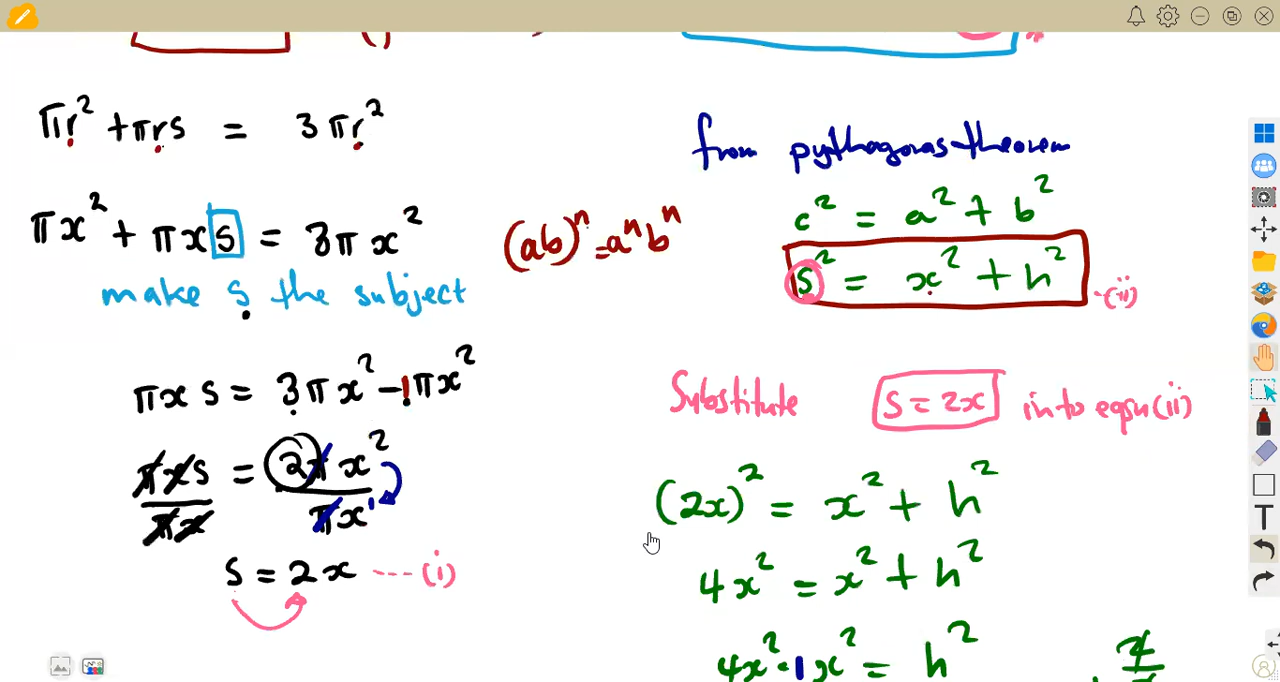 (i)
πr² + πrs = 3πr²
πx² + πxs = 3πx²
make s the subject
(ab)ⁿ = aⁿbⁿ
πxs = 3πx² - 1πx²
πxs/πx = 2πx²/πx¹
s = 2x ---- (i)
from pythagoras theorem
c² = a² + b²
s² = x² + h² -(ii)
Substitute s = 2x into eqsn(ii)
(2x)² = x² + h²
4x² = x² + h²
4x² - 1x² = h²
T